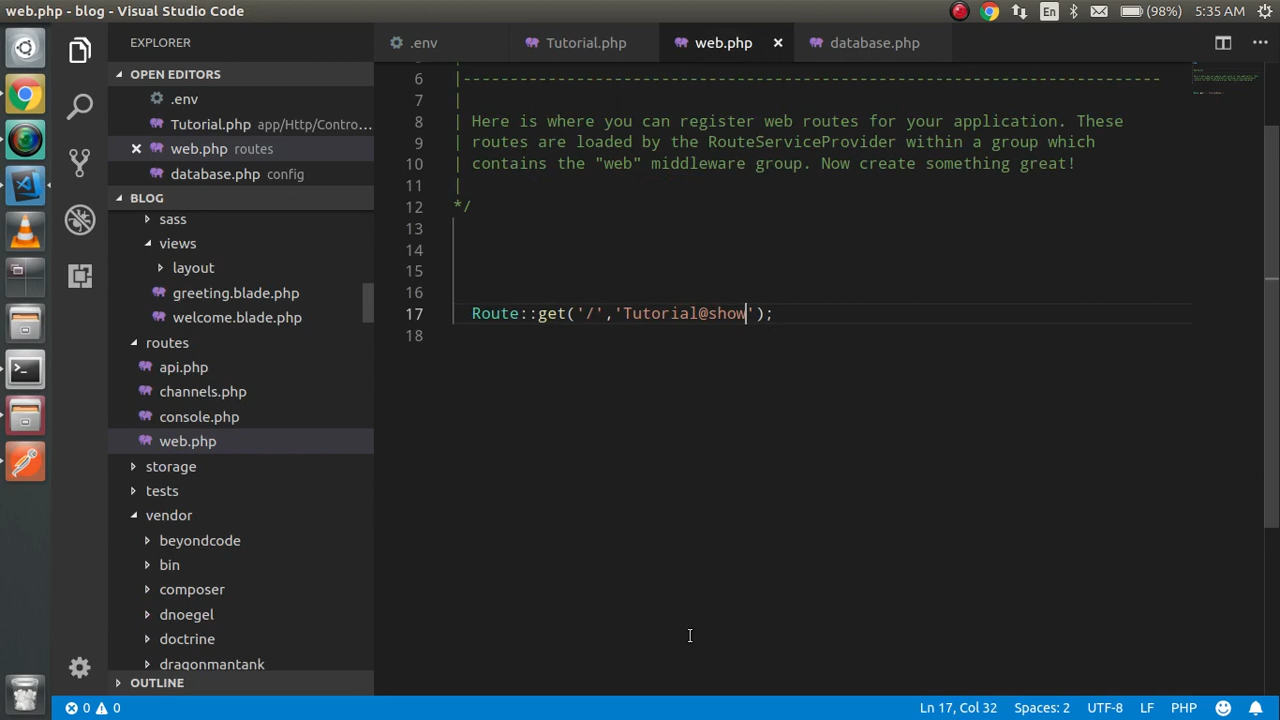 web.php - blog - Visual Studio Code
En
(98%)
5:35 AM
EXPLORER
.env
Tutorial.php
web.php
database.php
OPEN EDITORS
.env
Tutorial.php app/Http/Contro...
web.php routes
database.php config
BLOG
sass
views
layout
greeting.blade.php
welcome.blade.php
routes
api.php
channels.php
console.php
web.php
storage
tests
vendor
beyondcode
bin
composer
dnoegel
doctrine
dragonmantank
OUTLINE
6 |--------------------------------------------------------------------------
7 |
8 | Here is where you can register web routes for your application. These
9 | routes are loaded by the RouteServiceProvider within a group which
10 | contains the "web" middleware group. Now create something great!
11 |
12 */
13
14
15
16
17 Route::get('/','Tutorial@show');
18
0 0
Ln 17, Col 32
Spaces: 2
UTF-8
LF
PHP